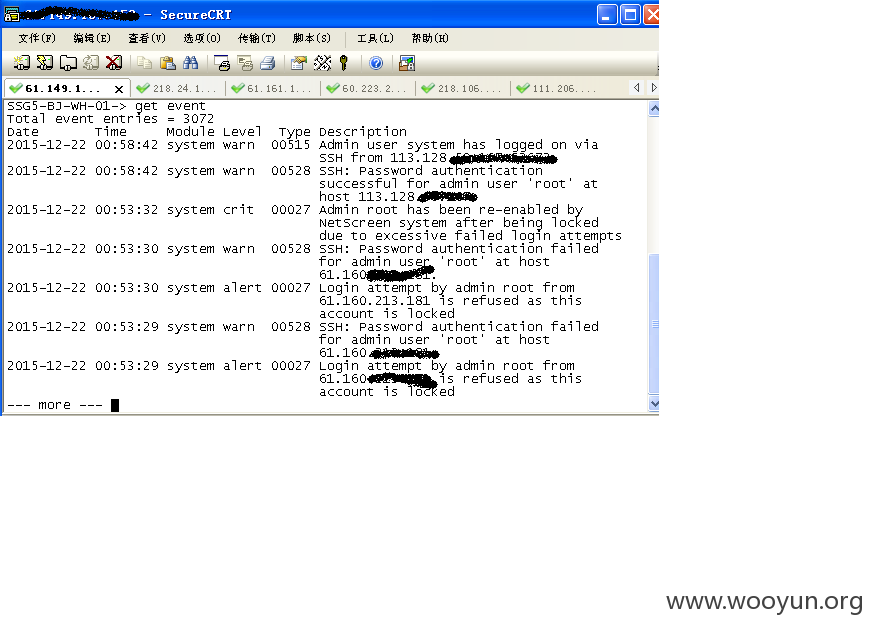 - SecureCRT
文件(F) 编辑(E) 查看(V) 选项(O) 传输(T) 脚本(S) 工具(L) 帮助(H)
61.149.1... 218.24.1... 61.161.1... 60.223.2... 218.106.... 111.206....
SSG5-BJ-WH-01-> get event
Total event entries = 3072
Date Time Module Level Type Description
2015-12-22 00:58:42 system warn 00515 Admin user system has logged on via
SSH from 113.128.
2015-12-22 00:58:42 system warn 00528 SSH: Password authentication
successful for admin user 'root' at
host 113.128.
2015-12-22 00:53:32 system crit 00027 Admin root has been re-enabled by
NetScreen system after being locked
due to excessive failed login attempts
2015-12-22 00:53:30 system warn 00528 SSH: Password authentication failed
for admin user 'root' at host
61.160.
2015-12-22 00:53:30 system alert 00027 Login attempt by admin root from
61.160.213.181 is refused as this
account is locked
2015-12-22 00:53:29 system warn 00528 SSH: Password authentication failed
for admin user 'root' at host
61.160.
2015-12-22 00:53:29 system alert 00027 Login attempt by admin root from
61.160. is refused as this
account is locked
--- more ---
www.wooyun.org